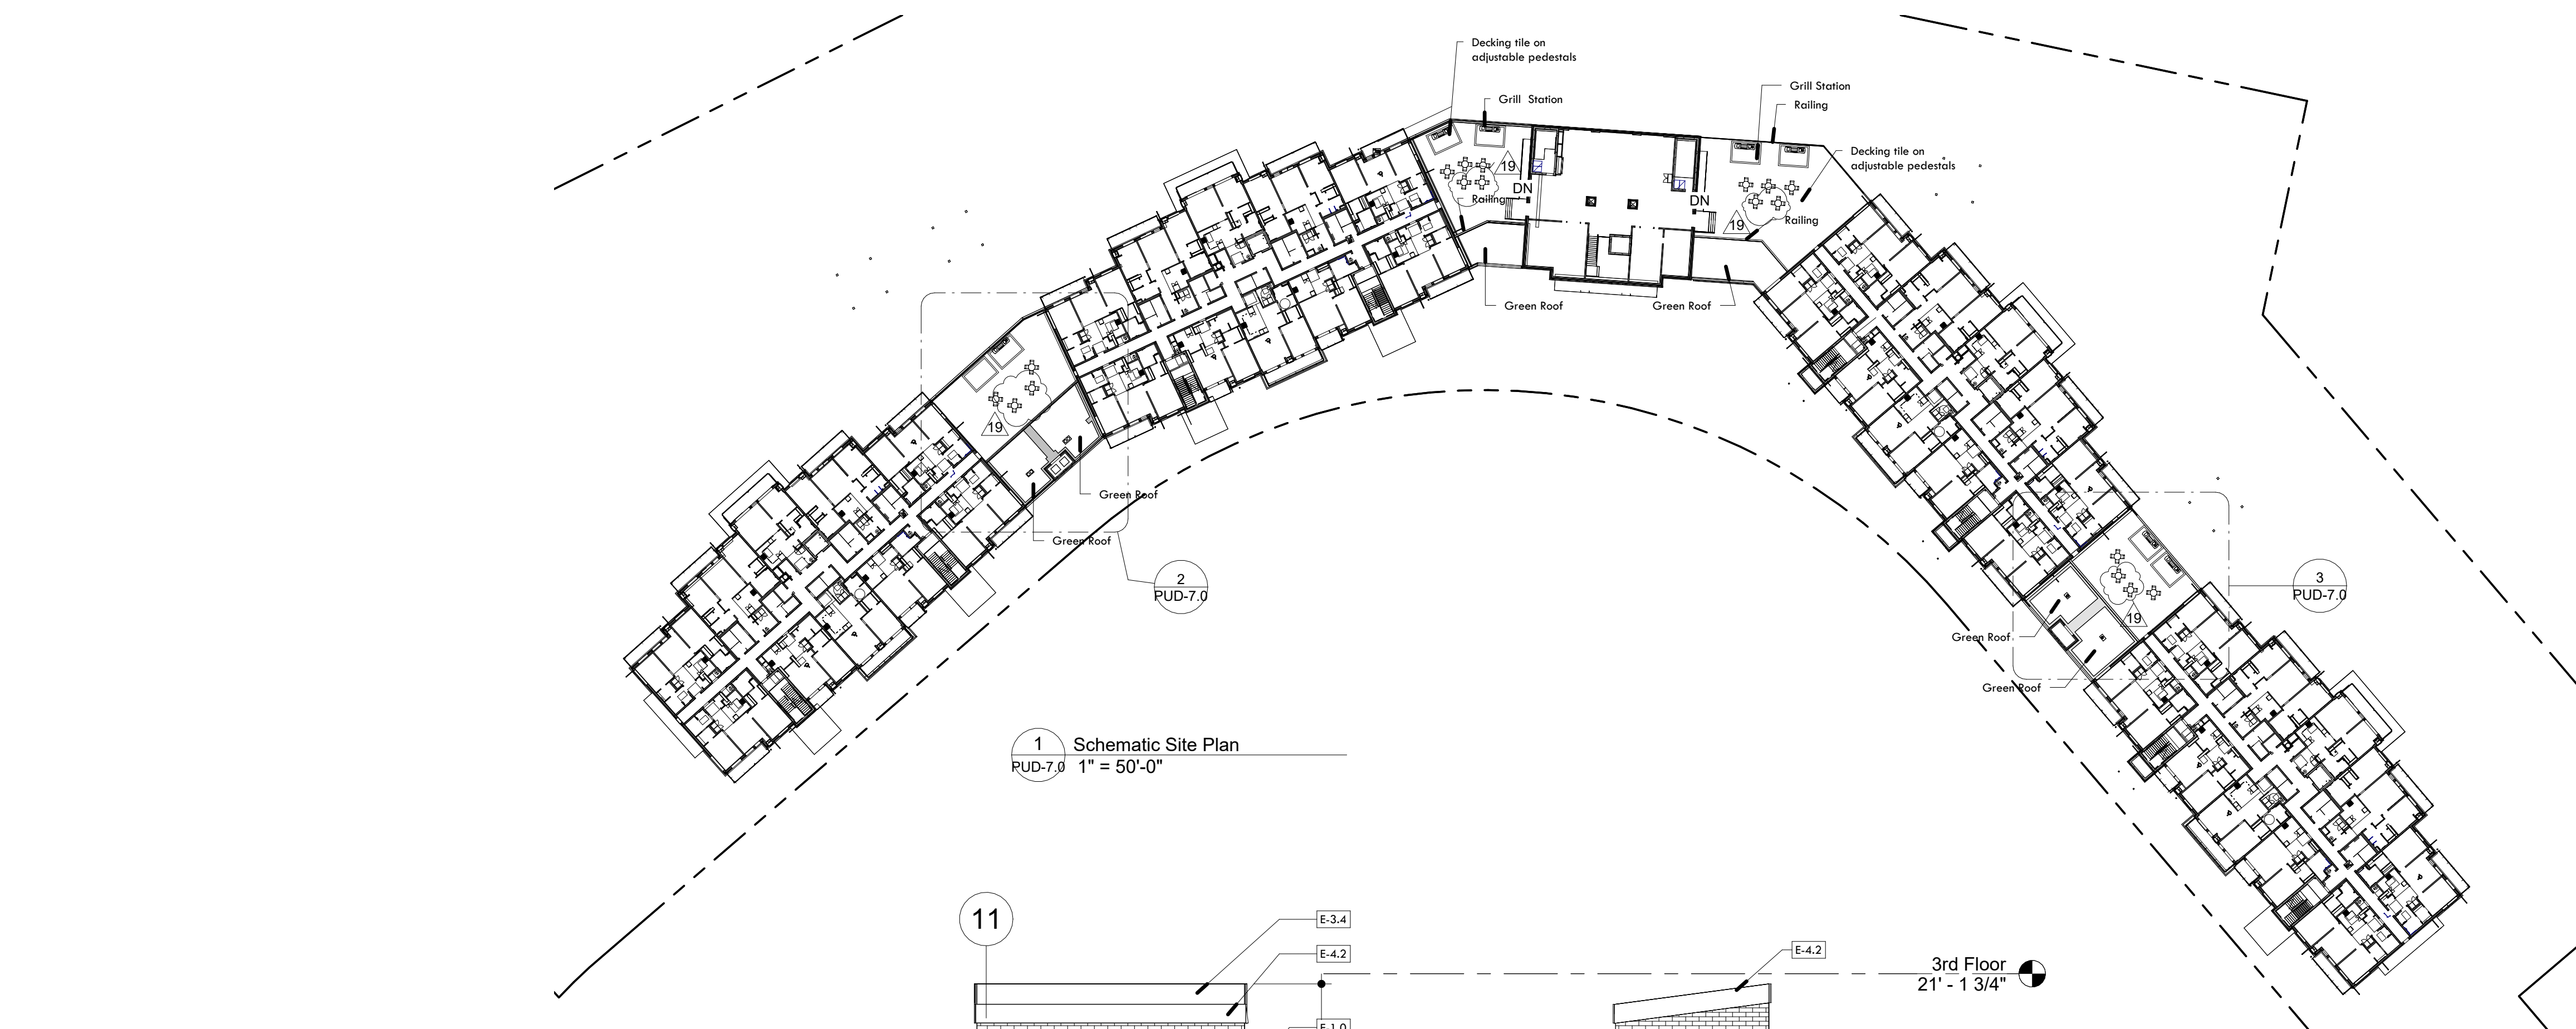 Decking tile on
adjustable pedestals
Grill Station
Grill Station
Railing
Decking tile on
adjustable pedestals
19
DN
Railing
DN
19
Railing
Green Roof
Green Roof
19
Green Roof
Green Roof
2
PUD-7.0
3
PUD-7.0
19
Green Roof
Green Roof
1
PUD-7.0
Schematic Site Plan
1" = 50'-0"
11
E-3.4
E-4.2
E-4.2
3rd Floor
21' - 1 3/4"
E-1.0